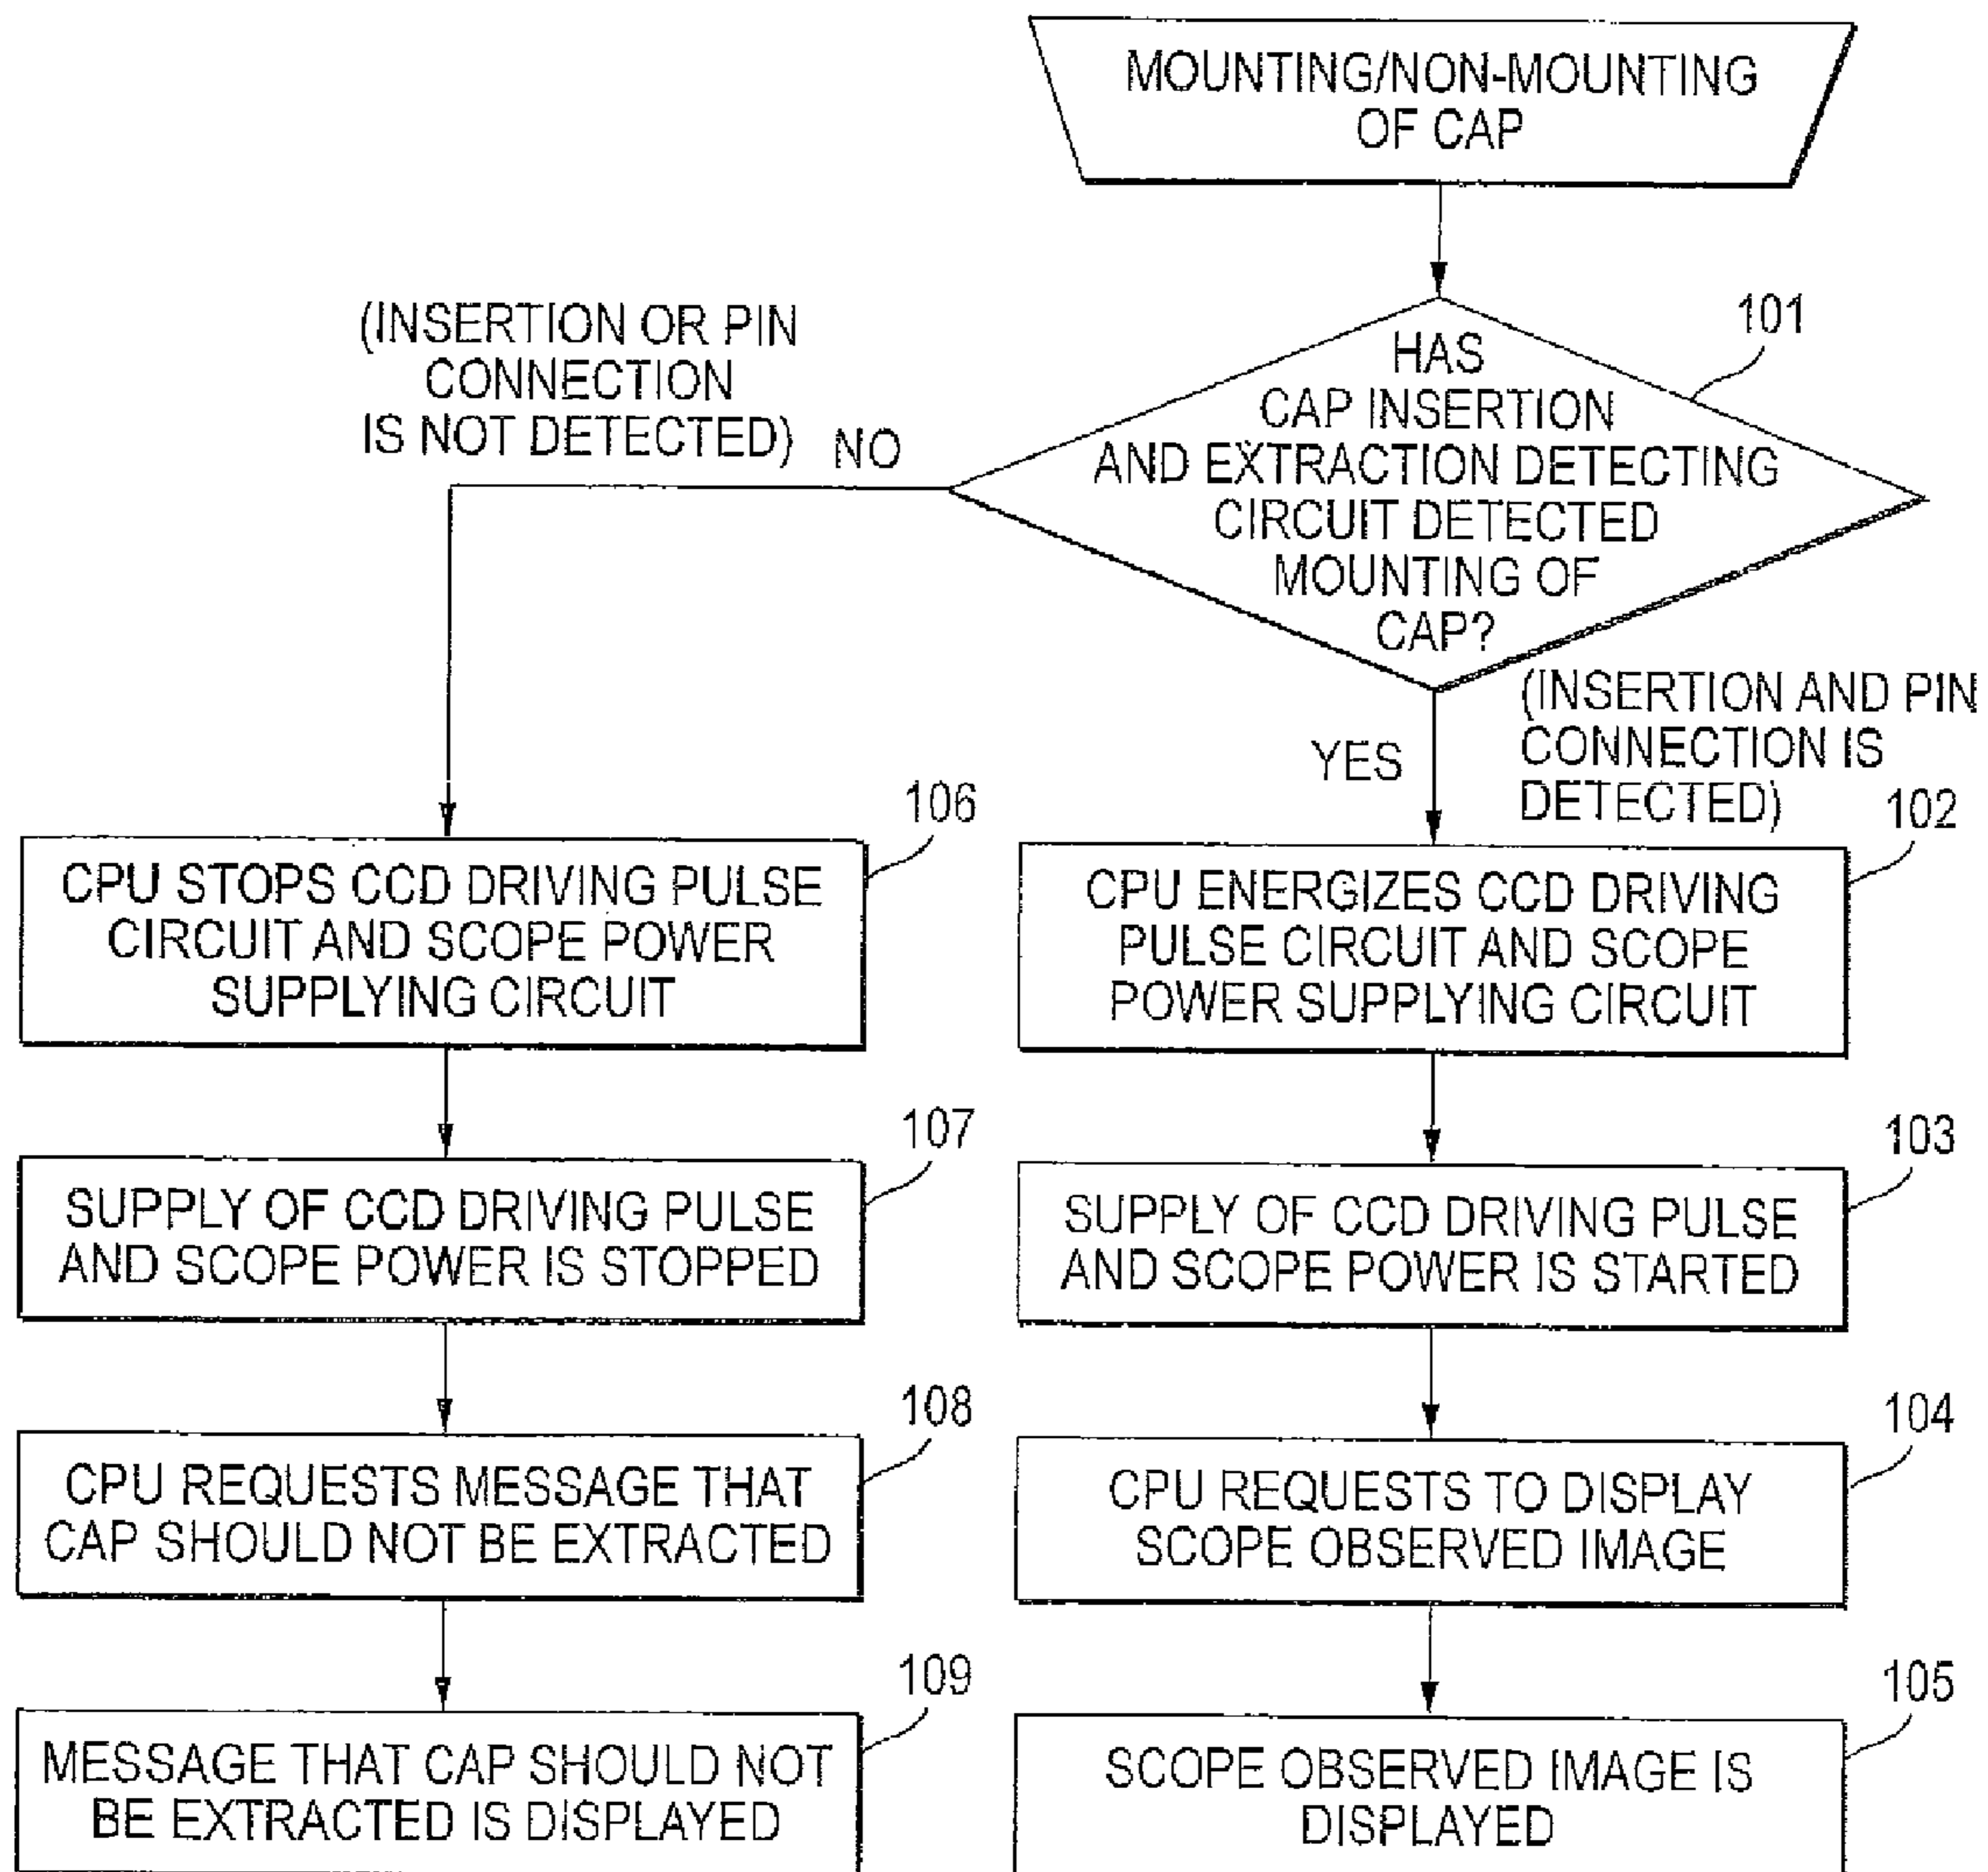 MOUNTING/NON-MOUNTING
OF CAP
101
HAS
CAP INSERTION
AND EXTRACTION DETECTING
CIRCUIT DETECTED
MOUNTING OF
CAP?
(INSERTION OR PIN
CONNECTION
IS NOT DETECTED)
NO
YES
(INSERTION AND PIN
CONNECTION IS
DETECTED)
106
CPU STOPS CCD DRIVING PULSE
CIRCUIT AND SCOPE POWER
SUPPLYING CIRCUIT
102
CPU ENERGIZES CCD DRIVING
PULSE CIRCUIT AND SCOPE
POWER SUPPLYING CIRCUIT
107
SUPPLY OF CCD DRIVING PULSE
AND SCOPE POWER IS STOPPED
103
SUPPLY OF CCD DRIVING PULSE
AND SCOPE POWER IS STARTED
108
CPU REQUESTS MESSAGE THAT
CAP SHOULD NOT BE EXTRACTED
104
CPU REQUESTS TO DISPLAY
SCOPE OBSERVED IMAGE
109
MESSAGE THAT CAP SHOULD NOT
BE EXTRACTED IS DISPLAYED
105
SCOPE OBSERVED IMAGE IS
DISPLAYED